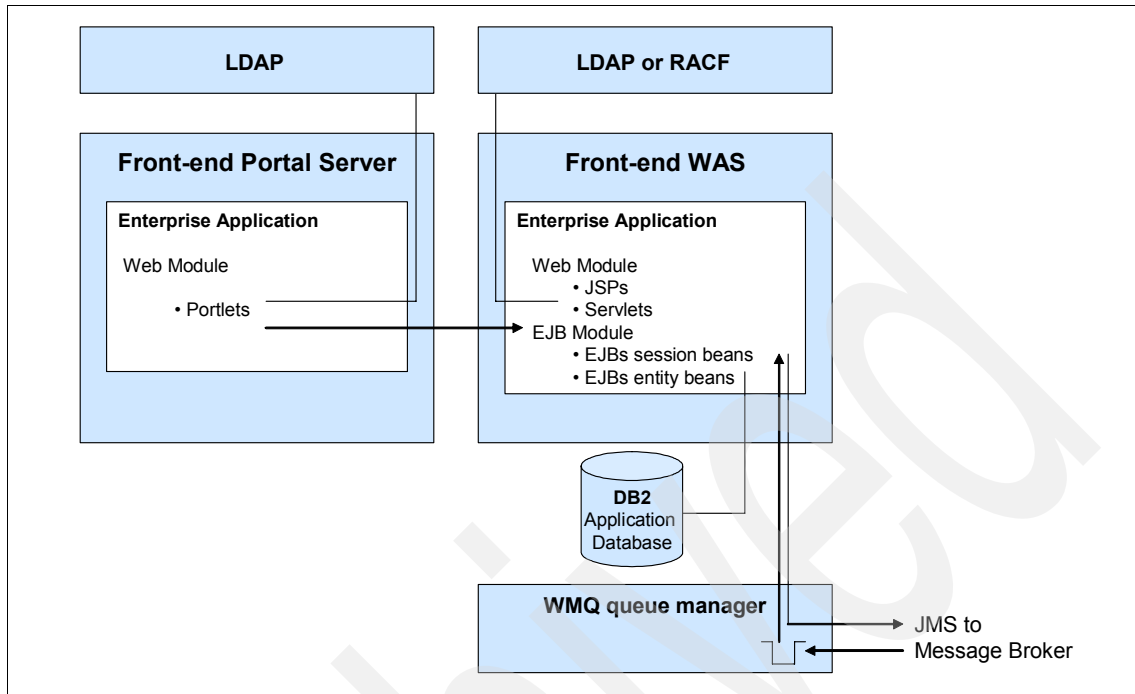 LDAP
LDAP or RACF
Front-end Portal Server
Enterprise Application
Web Module
• Portlets
Front-end WAS
Enterprise Application
Web Module
• JSPs
• Servlets
EJB Module
• EJBs session beans
• EJBs entity beans
DB2
Application
Database
WMQ queue manager
JMS to
Message Broker